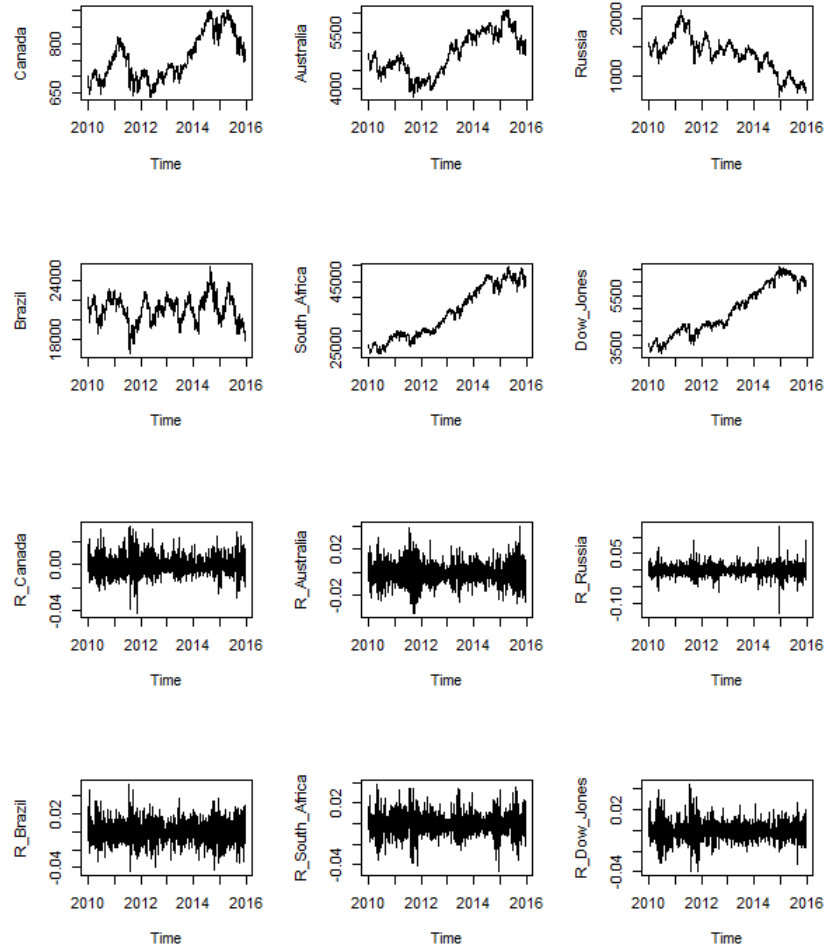 Canada
650 800
2010 2012 2014 2016
Time
Australia
4000 5500
2010 2012 2014 2016
Time
Russia
1000 2000
2010 2012 2014 2016
Time
Brazil
18000 24000
2010 2012 2014 2016
Time
South_Africa
25000 45000
2010 2012 2014 2016
Time
Dow_Jones
3500 5500
2010 2012 2014 2016
Time
R_Canada
-0.04 0.00
2010 2012 2014 2016
Time
R_Australia
-0.02 0.02
2010 2012 2014 2016
Time
R_Russia
-0.10 0.05
2010 2012 2014 2016
Time
R_Brazil
-0.04 0.02
2010 2012 2014 2016
Time
R_South_Africa
-0.04 0.02
2010 2012 2014 2016
Time
R_Dow_Jones
-0.04 0.02
2010 2012 2014 2016
Time